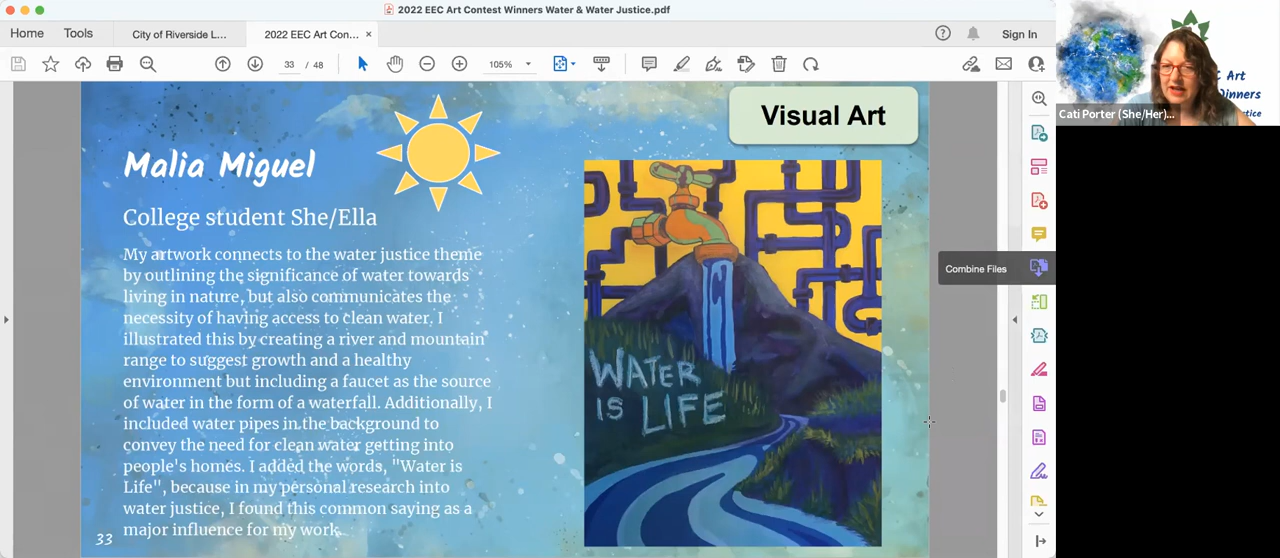 2022 EEC Art Contest Winners Water & Water Justice.pdf
Home
Tools
City of Riverside L...
2022 EEC Art Con...
×
Sign In
33 / 48
105%
Visual Art
Malia Miguel
College student She/Ella
My artwork connects to the water justice theme
by outlining the significance of water towards
living in nature, but also communicates the
necessity of having access to clean water. I
illustrated this by creating a river and mountain
range to suggest growth and a healthy
environment but including a faucet as the source
of water in the form of a waterfall. Additionally, I
included water pipes in the background to
convey the need for clean water getting into
people's homes. I added the words, "Water is
Life", because in my personal research into
water justice, I found this common saying as a
major influence for my work.
33
WATER
IS LIFE
Combine Files
Art
Cati Porter (She/Her)...